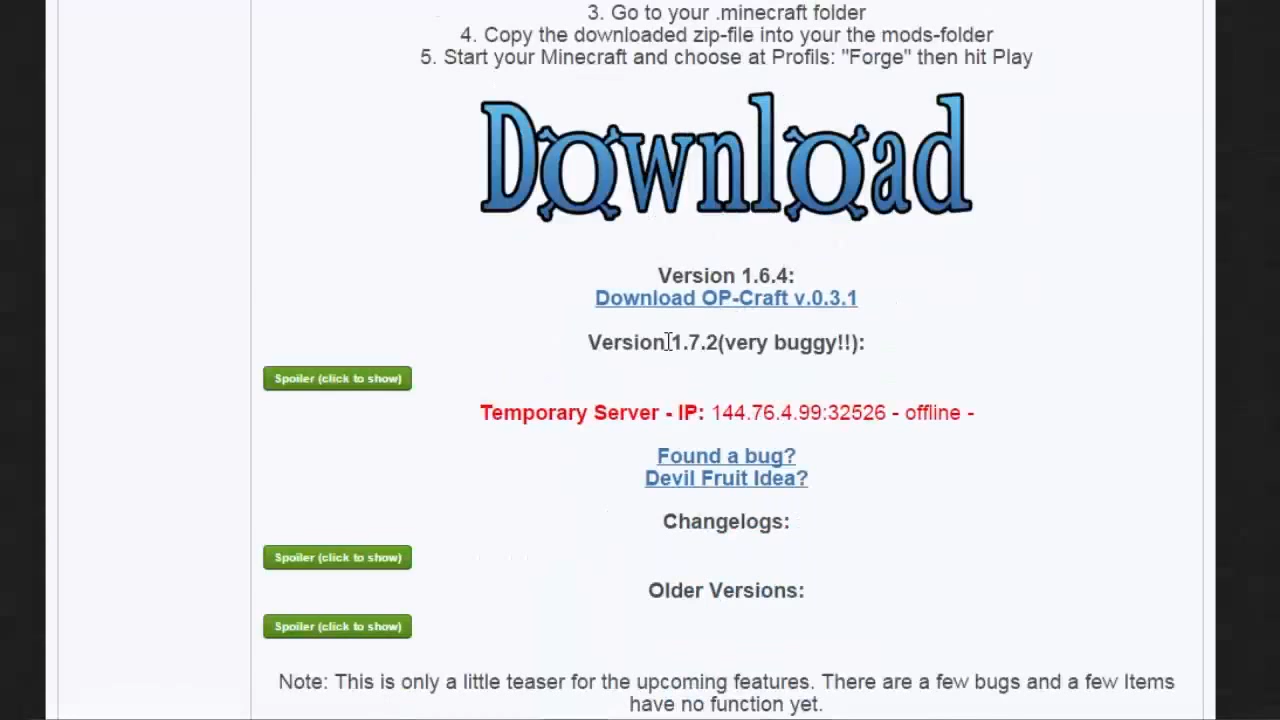 3. Go to your .minecraft folder
4. Copy the downloaded zip-file into your the mods-folder
5. Start your Minecraft and choose at Profils: "Forge" then hit Play
Download
Version 1.6.4:
Download OP-Craft v.0.3.1
Version 1.7.2(very buggy!!):
Spoiler (click to show)
Temporary Server - IP: 144.76.4.99:32526 - offline -
Found a bug?
Devil Fruit Idea?
Changelogs:
Spoiler (click to show)
Older Versions:
Spoiler (click to show)
Note: This is only a little teaser for the upcoming features. There are a few bugs and a few Items
have no function yet.